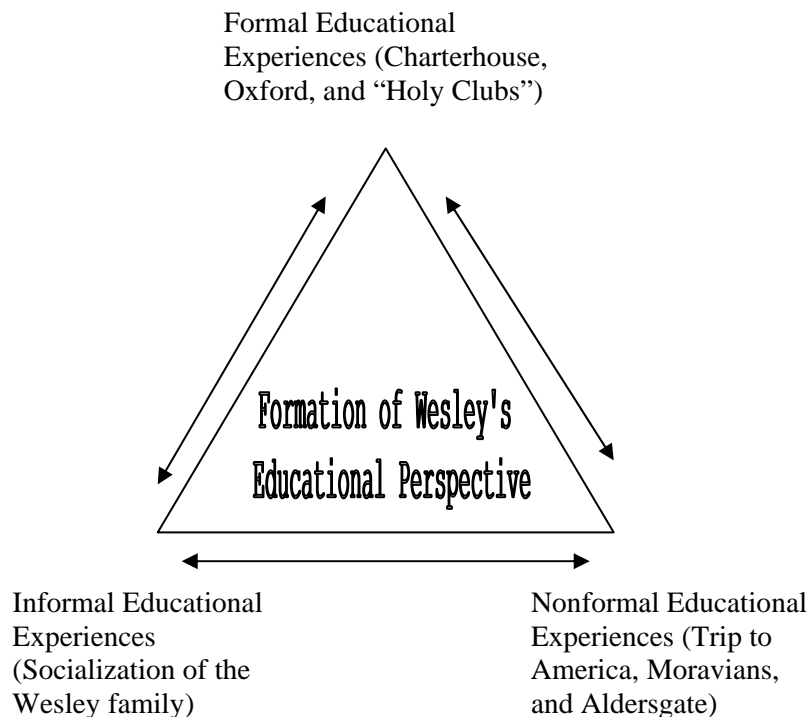 Formal Educational
Experiences (Charterhouse,
Oxford, and “Holy Clubs”)
Formation of Wesley's
Educational Perspective
Informal Educational
Experiences
(Socialization of the
Wesley family)
Nonformal Educational
Experiences (Trip to
America, Moravians,
and Aldersgate)